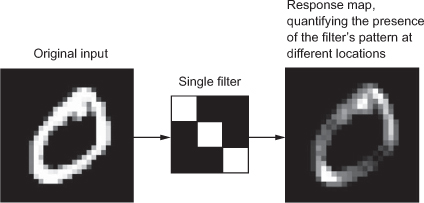 Original input
Single filter
Response map,
quantifying the presence
of the filter's pattern at
different locations